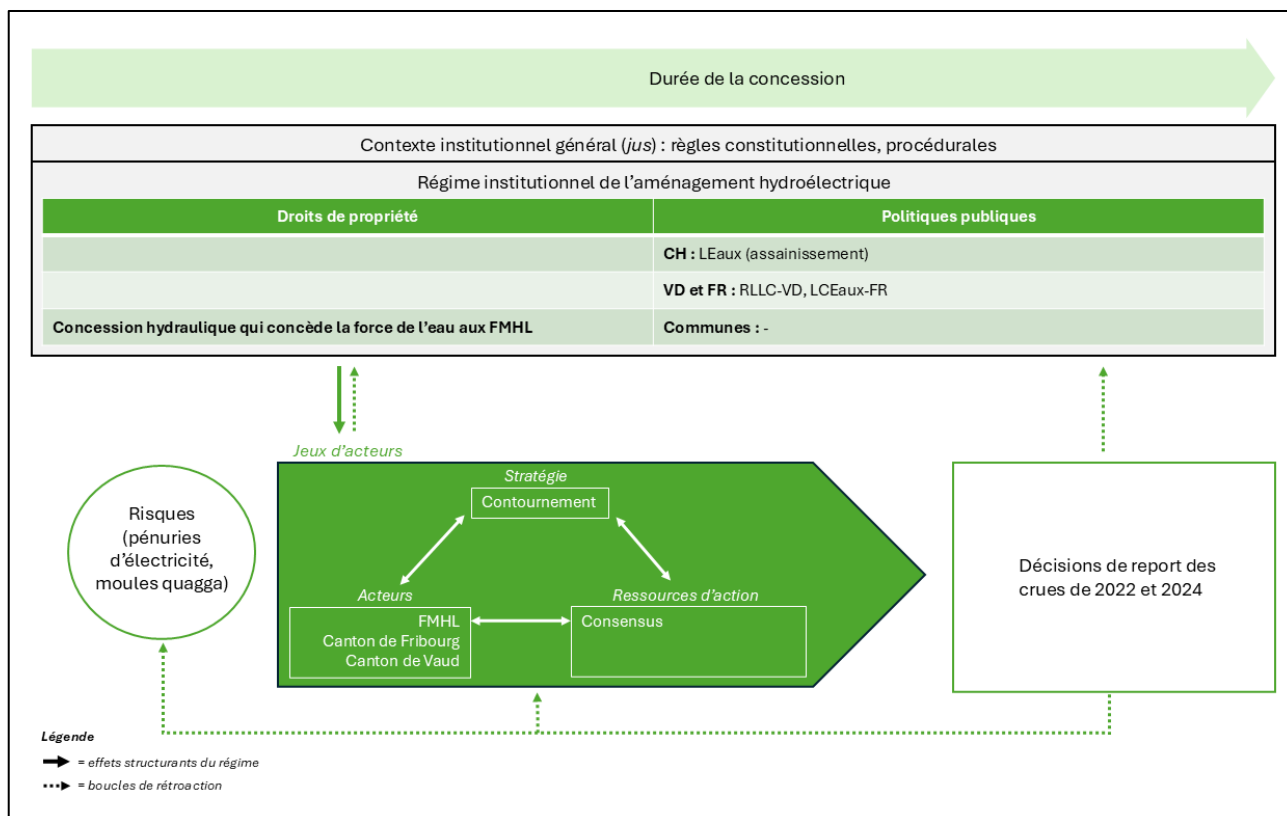 Durée de la concession
Contexte institutionnel général (jus) : règles constitutionnelles, procédurales
Régime institutionnel de l’aménagement hydroélectrique
Droits de propriété
Politiques publiques
CH : LEaux (assainissement)
VD et FR : RLLC-VD, LCEaux-FR
Concession hydraulique qui concède la force de l’eau aux FMHL
Communes : -
Jeux d’acteurs
Risques
(pénuries
d’électricité,
moules quagga)
Stratégie
Contournement
Acteurs
FMHL
Canton de Fribourg
Canton de Vaud
Ressources d’action
Consensus
Décisions de report des
crues de 2022 et 2024
Légende
= effets structurants du régime
= boucles de rétroaction